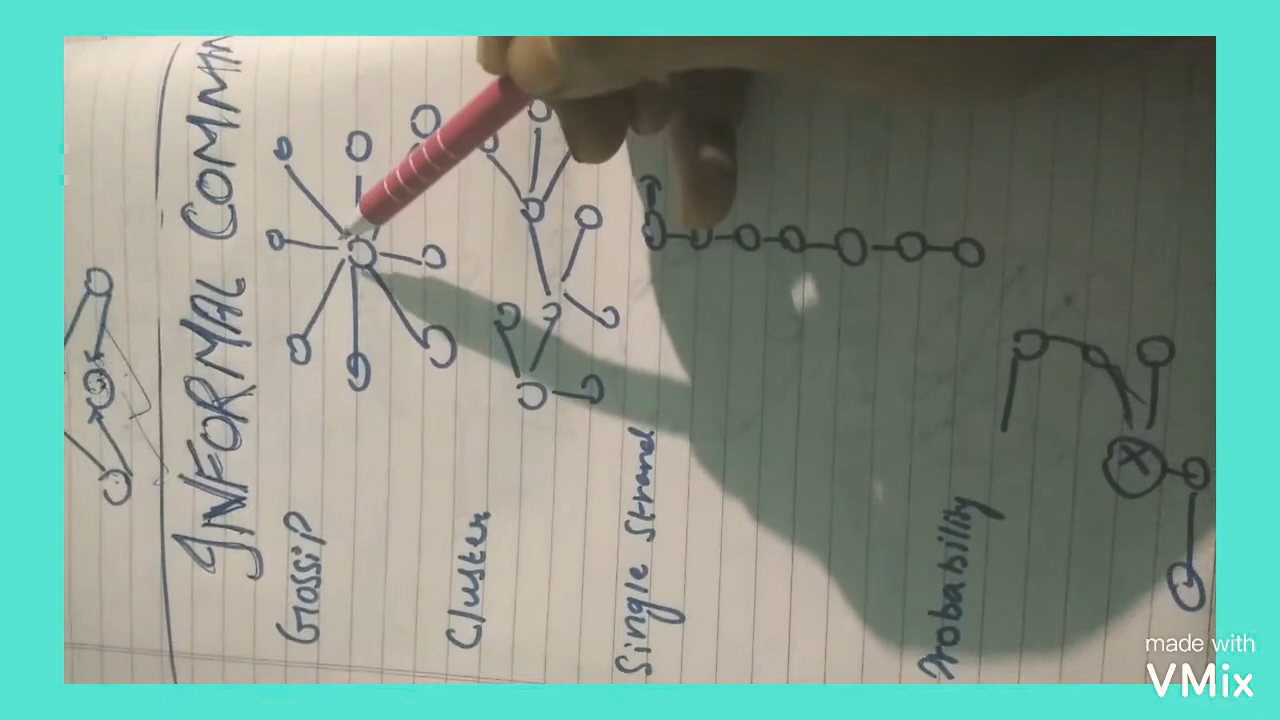 INFORMAL COMM
Gossip
Cluster
Single Strand
Probability
made with
VMix